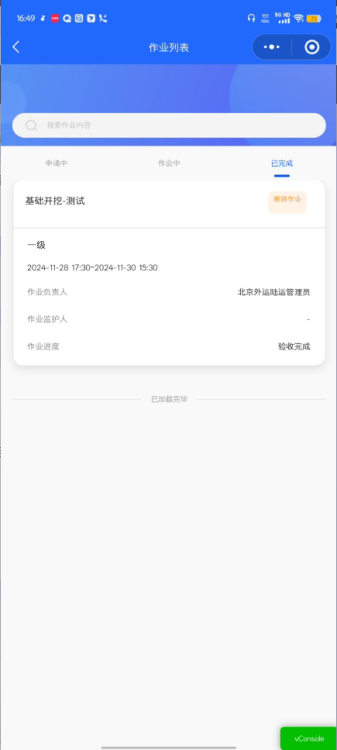 16:49
5G HD
作业列表
搜索作业内容
申请中
作业中
已完成
基础开挖-测试
断路作业
一级
2024-11-28 17:30~2024-11-30 15:30
作业负责人
北京外运陆运管理员
作业监护人
-
作业进度
验收完成
已加载完毕
vConsole